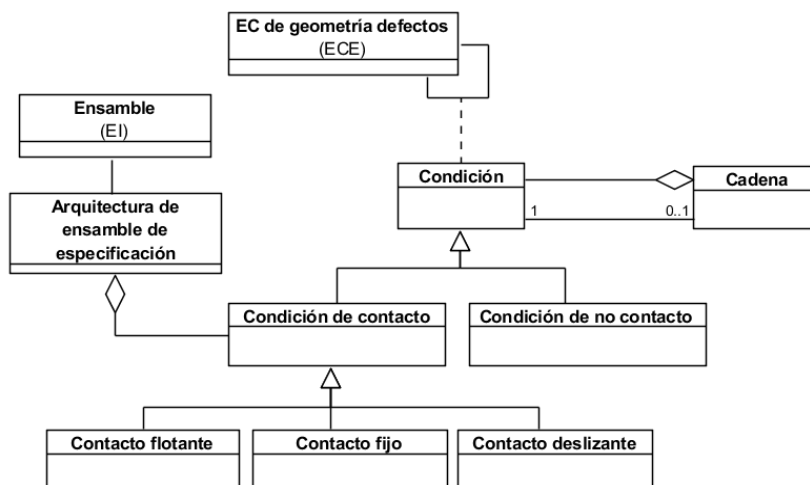 EC de geometría defectos
(ECE)
Ensamble
(EI)
Condición
Cadena
Arquitectura de
ensamble de
especificación
1
0..1
Condición de contacto
Condición de no contacto
Contacto flotante
Contacto fijo
Contacto deslizante